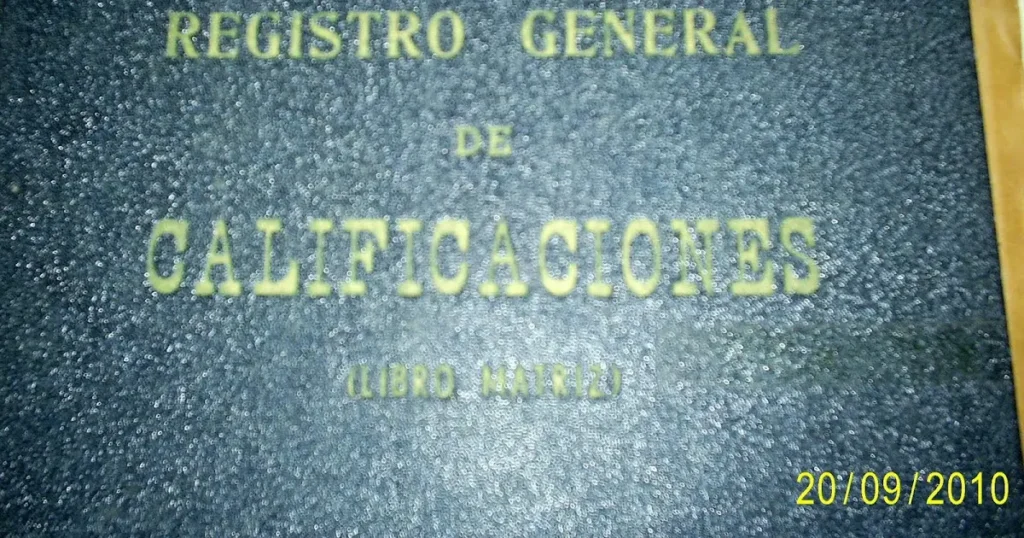 REGISTRO GENERAL
DE
CALIFICACIONES
(LIBRO MATRIZ)
20/09/2010